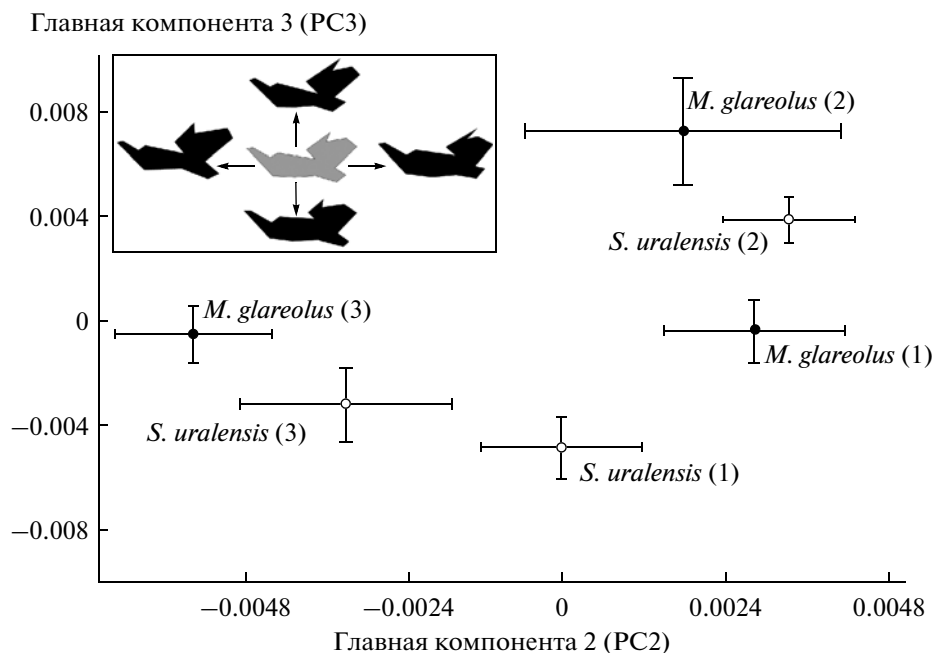 Главная компонента 3 (PC3)
0.008
M. glareolus (2)
0.004
S. uralensis (2)
0
M. glareolus (3)
M. glareolus (1)
−0.004
S. uralensis (3)
S. uralensis (1)
−0.008
−0.0048
−0.0024
0
0.0024
0.0048
Главная компонента 2 (PC2)